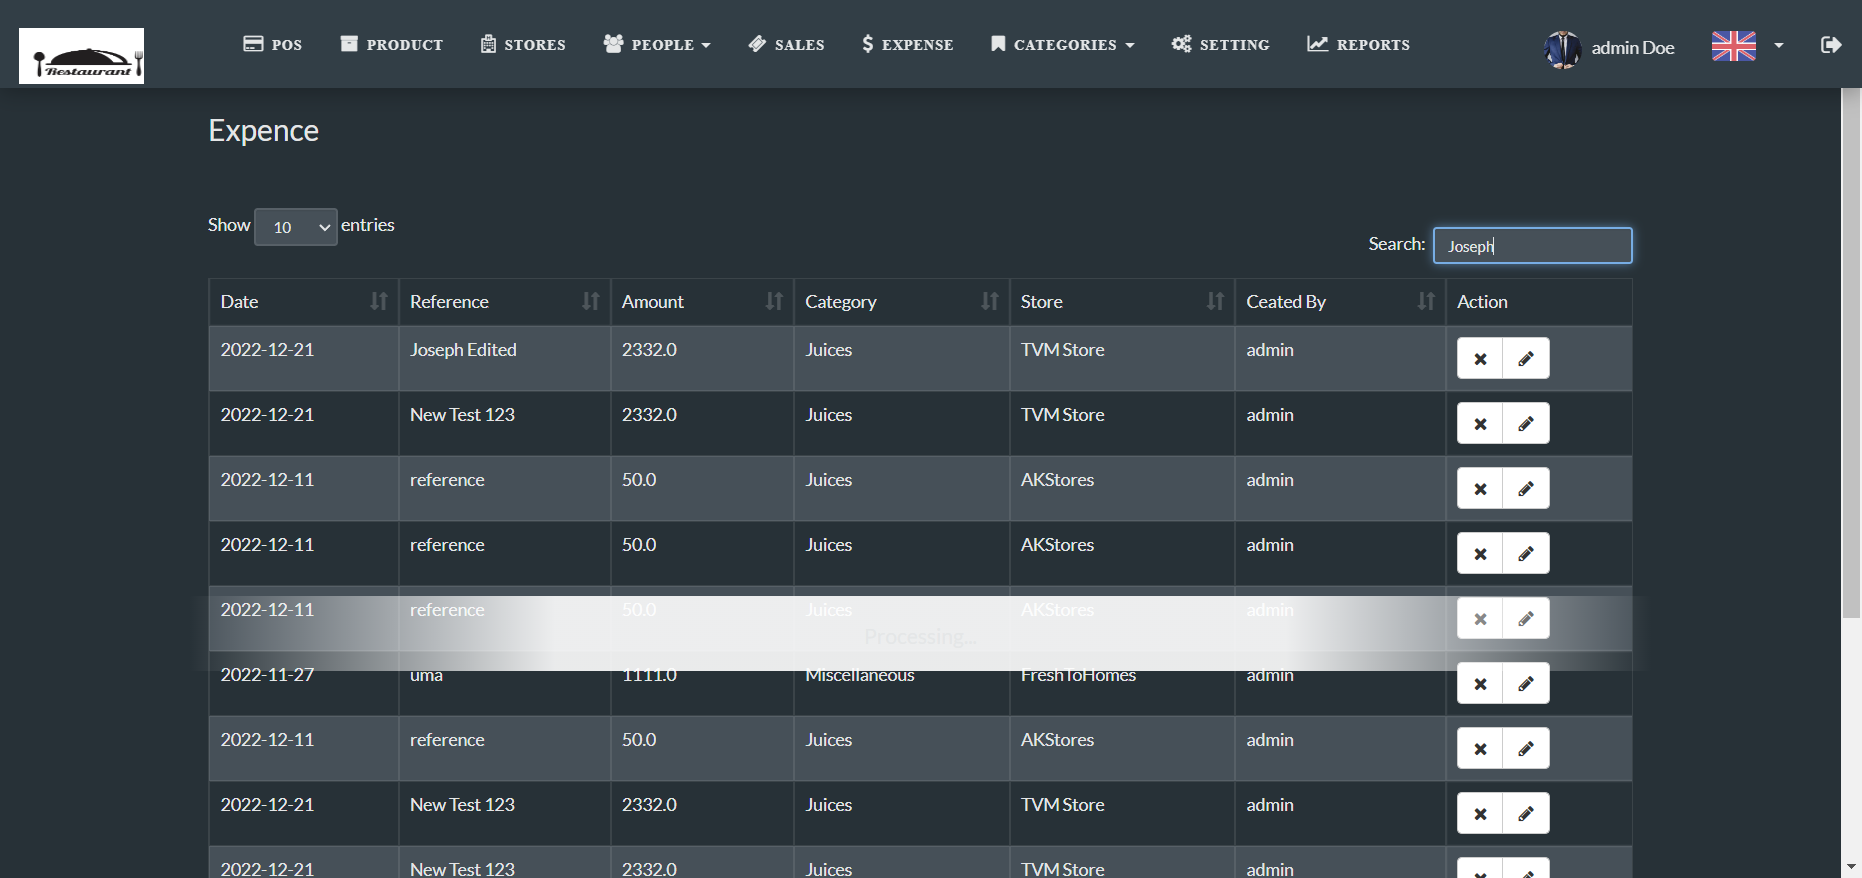 Restaurant
POS PRODUCT STORES PEOPLE SALES EXPENSE CATEGORIES SETTING REPORTS admin Doe
Expence
Show 10 entries
Search: Joseph
Date Reference Amount Category Store Ceated By Action
2022-12-21 Joseph Edited 2332.0 Juices TVM Store admin
2022-12-21 New Test 123 2332.0 Juices TVM Store admin
2022-12-11 reference 50.0 Juices AKStores admin
2022-12-11 reference 50.0 Juices AKStores admin
2022-12-11 reference 50.0 Juices AKStores admin
Processing...
2022-11-27 uma 1111.0 Miscellaneous FreshToHomes admin
2022-12-11 reference 50.0 Juices AKStores admin
2022-12-21 New Test 123 2332.0 Juices TVM Store admin
2022-12-21 New Test 123 2332.0 Juices TVM Store admin